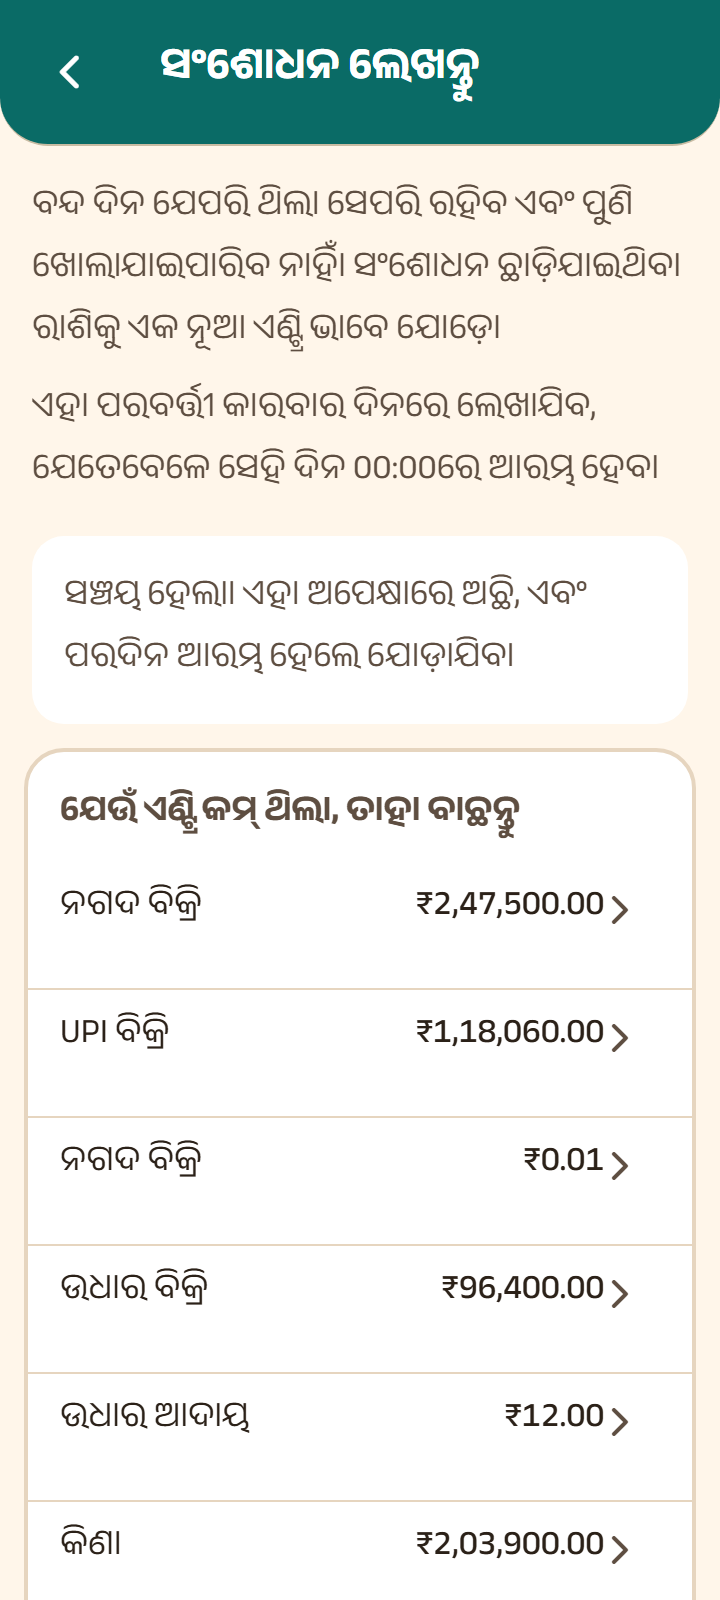 ସଂଶୋଧନ ଲେଖନ୍ତୁ
ବନ୍ଦ ଦିନ ଯେପରି ଥିଲା ସେପରି ରହିବ ଏବଂ ପୁଣି
ଖୋଲାଯାଇପାରିବ ନାହିଁ। ସଂଶୋଧନ ଛାଡ଼ିଯାଇଥିବା
ରାଶିକୁ ଏକ ନୂଆ ଏଣ୍ଟ୍ରି ଭାବେ ଯୋଡ଼େ।
ଏହା ପରବର୍ତ୍ତୀ କାରବାର ଦିନରେ ଲେଖାଯିବ,
ଯେତେବେଳେ ସେହି ଦିନ 00:00ରେ ଆରମ୍ଭ ହେବ।
ସଞ୍ଚୟ ହେଲା। ଏହା ଅପେକ୍ଷାରେ ଅଛି, ଏବଂ
ପରଦିନ ଆରମ୍ଭ ହେଲେ ଯୋଡ଼ାଯିବ।
ଯେଉଁ ଏଣ୍ଟ୍ରି କମ୍ ଥିଲା, ତାହା ବାଛନ୍ତୁ
ନଗଦ ବିକ୍ରି ₹2,47,500.00
UPI ବିକ୍ରି ₹1,18,060.00
ନଗଦ ବିକ୍ରି ₹0.01
ଉଧାର ବିକ୍ରି ₹96,400.00
ଉଧାର ଆଦାୟ ₹12.00
କିଣା ₹2,03,900.00